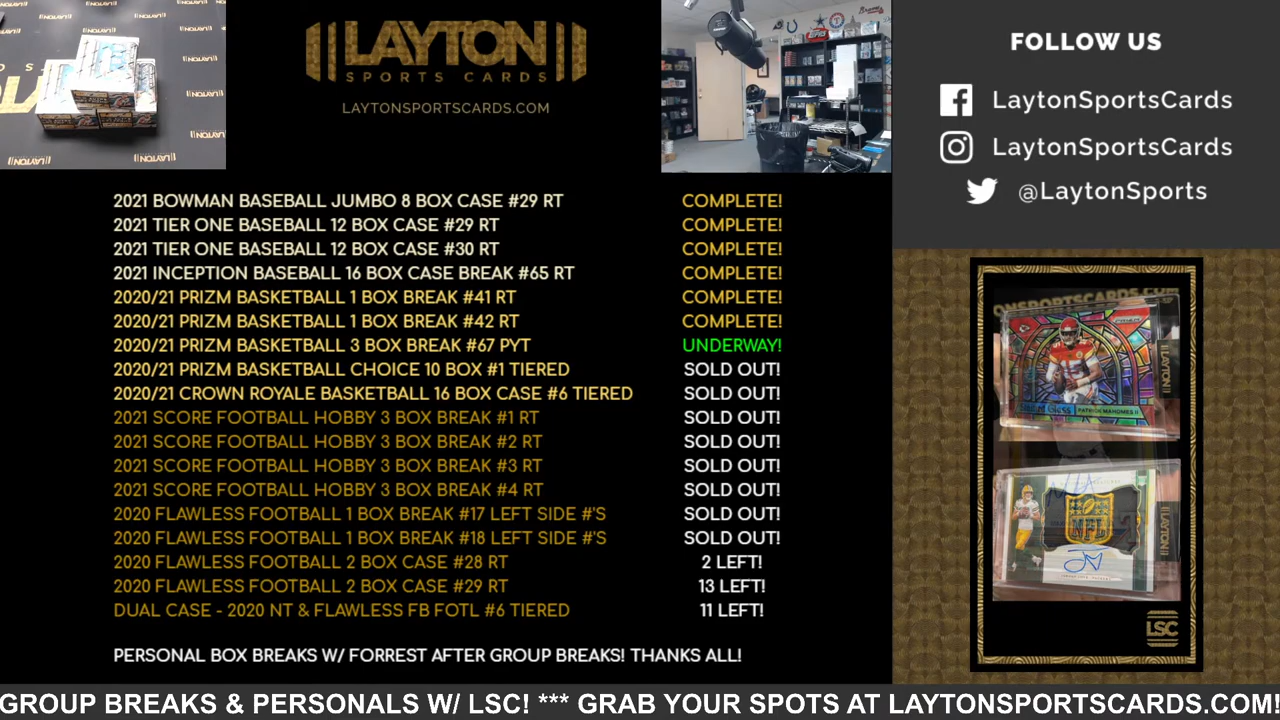 LAYTON
SPORTS CARDS
LAYTONSPORTSCARDS.COM
FOLLOW US
LaytonSportsCards
LaytonSportsCards
@LaytonSports
2021 BOWMAN BASEBALL JUMBO 8 BOX CASE #29 RT COMPLETE!
2021 TIER ONE BASEBALL 12 BOX CASE #29 RT COMPLETE!
2021 TIER ONE BASEBALL 12 BOX CASE #30 RT COMPLETE!
2021 INCEPTION BASEBALL 16 BOX CASE BREAK #65 RT COMPLETE!
2020/21 PRIZM BASKETBALL 1 BOX BREAK #41 RT COMPLETE!
2020/21 PRIZM BASKETBALL 1 BOX BREAK #42 RT COMPLETE!
2020/21 PRIZM BASKETBALL 3 BOX BREAK #67 PYT UNDERWAY!
2020/21 PRIZM BASKETBALL CHOICE 10 BOX #1 TIERED SOLD OUT!
2020/21 CROWN ROYALE BASKETBALL 16 BOX CASE #6 TIERED SOLD OUT!
2021 SCORE FOOTBALL HOBBY 3 BOX BREAK #1 RT SOLD OUT!
2021 SCORE FOOTBALL HOBBY 3 BOX BREAK #2 RT SOLD OUT!
2021 SCORE FOOTBALL HOBBY 3 BOX BREAK #3 RT SOLD OUT!
2021 SCORE FOOTBALL HOBBY 3 BOX BREAK #4 RT SOLD OUT!
2020 FLAWLESS FOOTBALL 1 BOX BREAK #17 LEFT SIDE #'S SOLD OUT!
2020 FLAWLESS FOOTBALL 1 BOX BREAK #18 LEFT SIDE #'S SOLD OUT!
2020 FLAWLESS FOOTBALL 2 BOX CASE #28 RT 2 LEFT!
2020 FLAWLESS FOOTBALL 2 BOX CASE #29 RT 13 LEFT!
DUAL CASE - 2020 NT & FLAWLESS FB FOTL #6 TIERED 11 LEFT!
PERSONAL BOX BREAKS W/ FORREST AFTER GROUP BREAKS! THANKS ALL!
ONSPORTSCARDS.COM
PATRICK MAHOMES II
LAYTON
NFL
LAYTON
LSC
GROUP BREAKS & PERSONALS W/ LSC! *** GRAB YOUR SPOTS AT LAYTONSPORTSCARDS.COM!